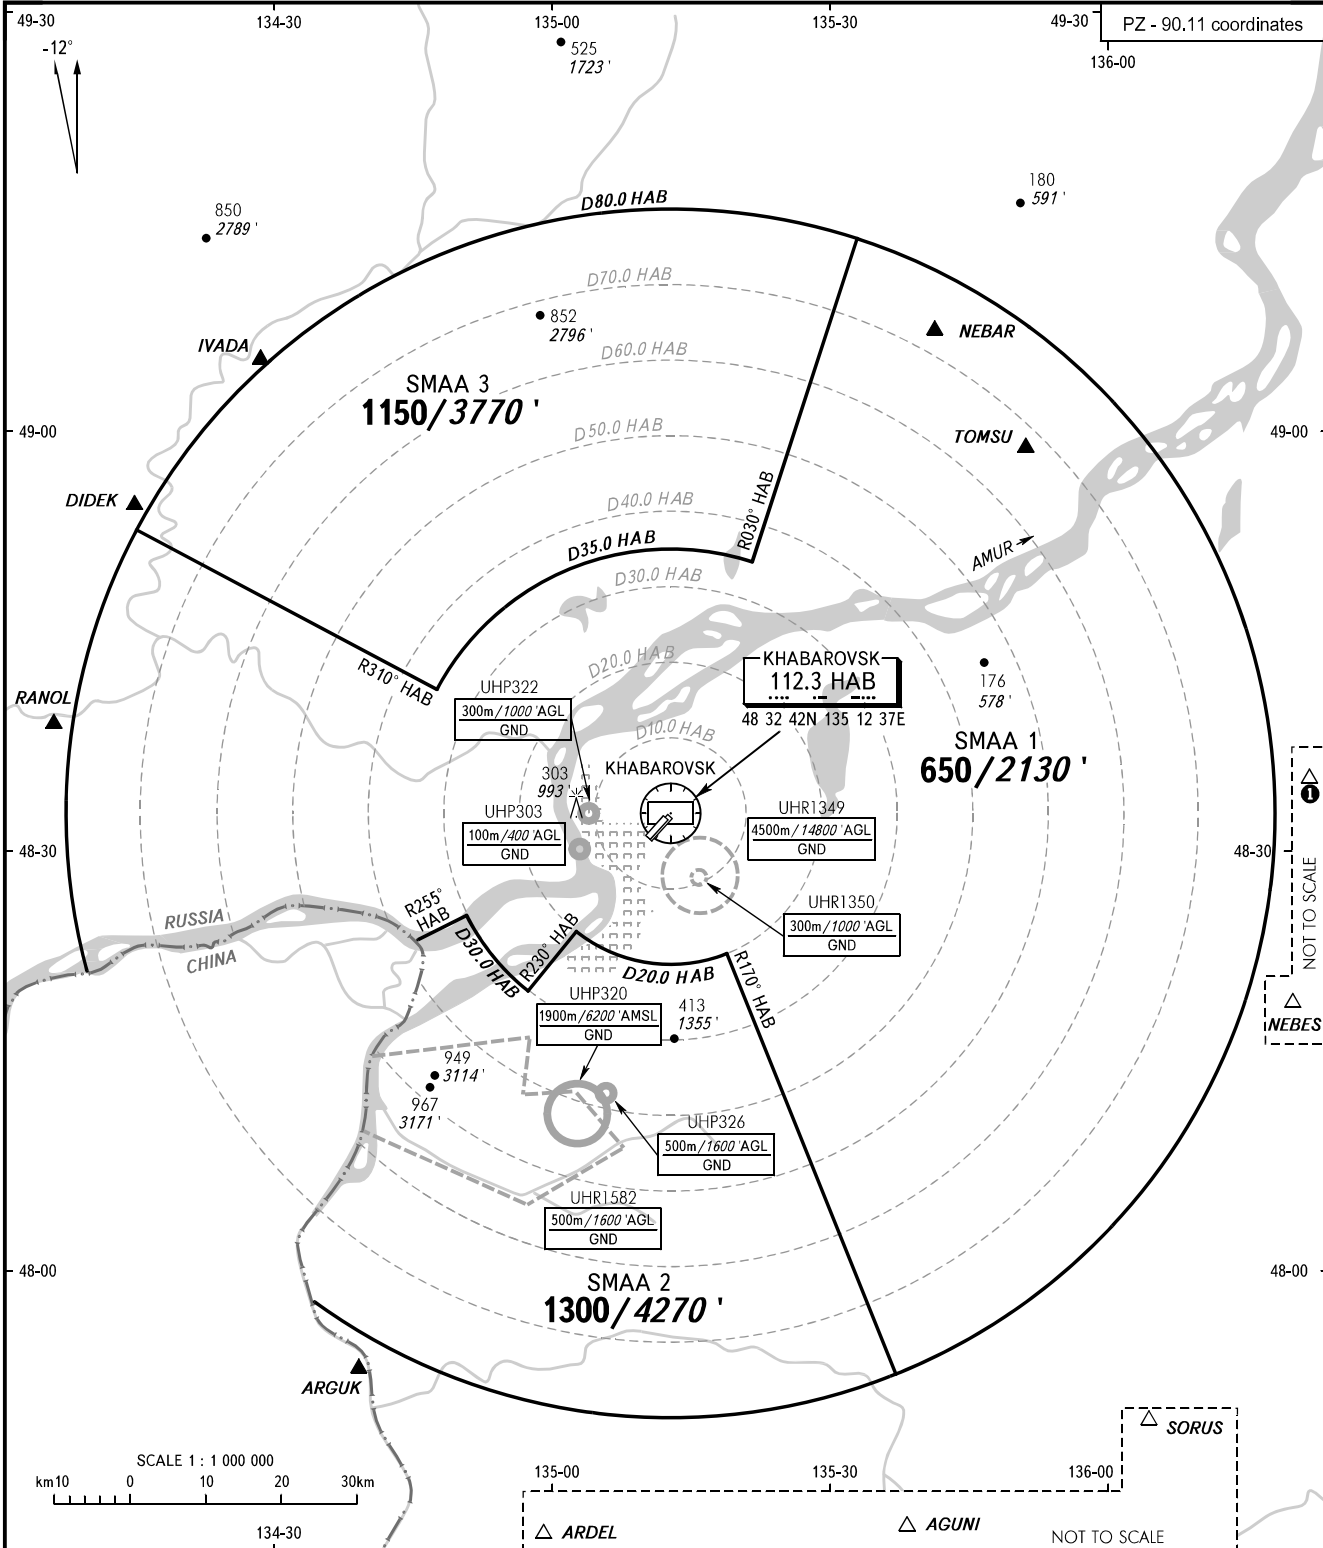 49-30
134-30
135-00
135-30
49-30
PZ - 90.11 coordinates
136-00
-12°
525
1723 '
180
591 '
850
2789 '
D80.0 HAB
D70.0 HAB
852
2796 '
NEBAR
IVADA
D60.0 HAB
SMAA 3
1150/3770 '
D50.0 HAB
49-00
TOMSU
49-00
DIDEK
D40.0 HAB
R030° HAB
D35.0 HAB
AMUR
D30.0 HAB
R310° HAB
D20.0 HAB
KHABAROVSK
112.3 HAB
48 32 42N 135 12 37E
176
578 '
RANOL
UHP322
300m/1000 'AGL
GND
D10.0 HAB
SMAA 1
650/2130 '
KHABAROVSK
303
993 '
1
UHP303
100m/400 'AGL
GND
UHR1349
4500m/14800 'AGL
GND
48-30
48-30
NOT TO SCALE
UHR1350
300m/1000 'AGL
GND
R255°
HAB
RUSSIA
CHINA
D30.0 HAB
R230° HAB
D20.0 HAB
R170° HAB
UHP320
1900m/6200 'AMSL
GND
413
1355 '
NEBES
949
3114 '
967
3171 '
UHP326
500m/1600 'AGL
GND
UHR1582
500m/1600 'AGL
GND
48-00
48-00
SMAA 2
1300/4270 '
ARGUK
SORUS
SCALE 1 : 1 000 000
km10 0 10 20 30km
135-00
135-30
136-00
134-30
ARDEL
AGUNI
NOT TO SCALE